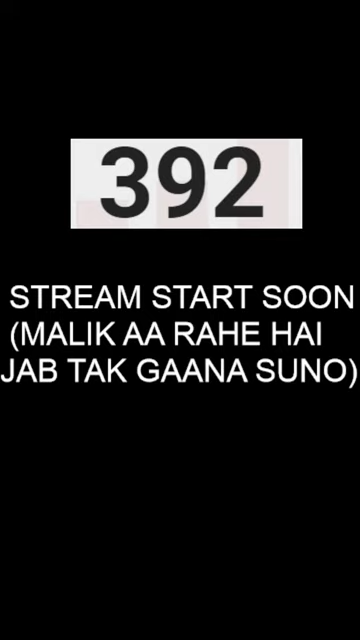 392
STREAM START SOON
(MALIK AA RAHE HAI
JAB TAK GAANA SUNO)